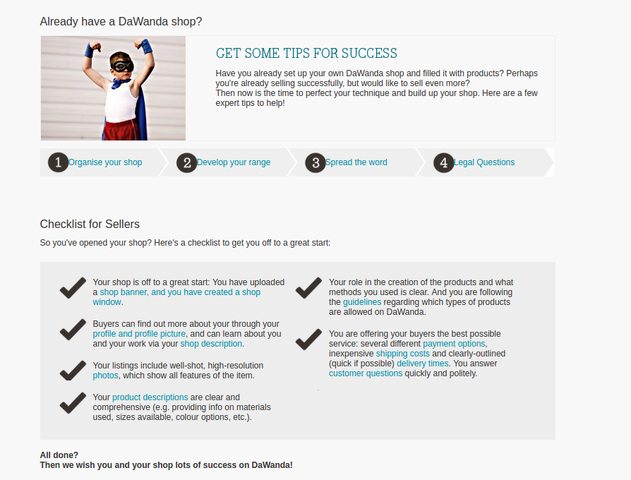 Already have a DaWanda shop?
GET SOME TIPS FOR SUCCESS
Have you already set up your own DaWanda shop and filled it with products? Perhaps
you're already selling successfully, but would like to sell even more?
Then now is the time to perfect your technique and build up your shop. Here are a few
expert tips to help!
1 Organise your shop 2 Develop your range 3 Spread the word 4 Legal Questions
Checklist for Sellers
So you've opened your shop? Here's a checklist to get you off to a great start:
Your shop is off to a great start: You have uploaded
a shop banner, and you have created a shop
window.
Buyers can find out more about your through your
profile and profile picture, and can learn about you
and your work via your shop description.
Your listings include well-shot, high-resolution
photos, which show all features of the item.
Your product descriptions are clear and
comprehensive (e.g. providing info on materials
used, sizes available, colour options, etc.).
Your role in the creation of the products and what
methods you used is clear. And you are following
the guidelines regarding which types of products
are allowed on DaWanda.
You are offering your buyers the best possible
service: several different payment options,
inexpensive shipping costs and clearly-outlined
(quick if possible) delivery times. You answer
customer questions quickly and politely.
All done?
Then we wish you and your shop lots of success on DaWanda!